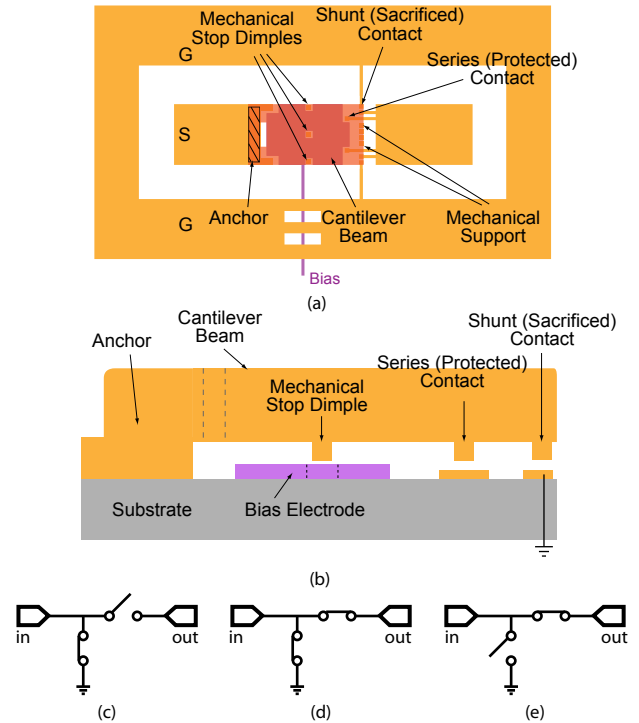 Mechanical
Stop Dimples
Shunt (Sacrificed)
Contact
Series (Protected)
Contact
G
S
G
Anchor
Cantilever
Beam
Mechanical
Support
Bias
(a)
Cantilever
Beam
Anchor
Shunt (Sacrificed)
Contact
Series (Protected)
Contact
Mechanical
Stop Dimple
Substrate
Bias Electrode
(b)
in
out
in
out
in
out
(c)
(d)
(e)